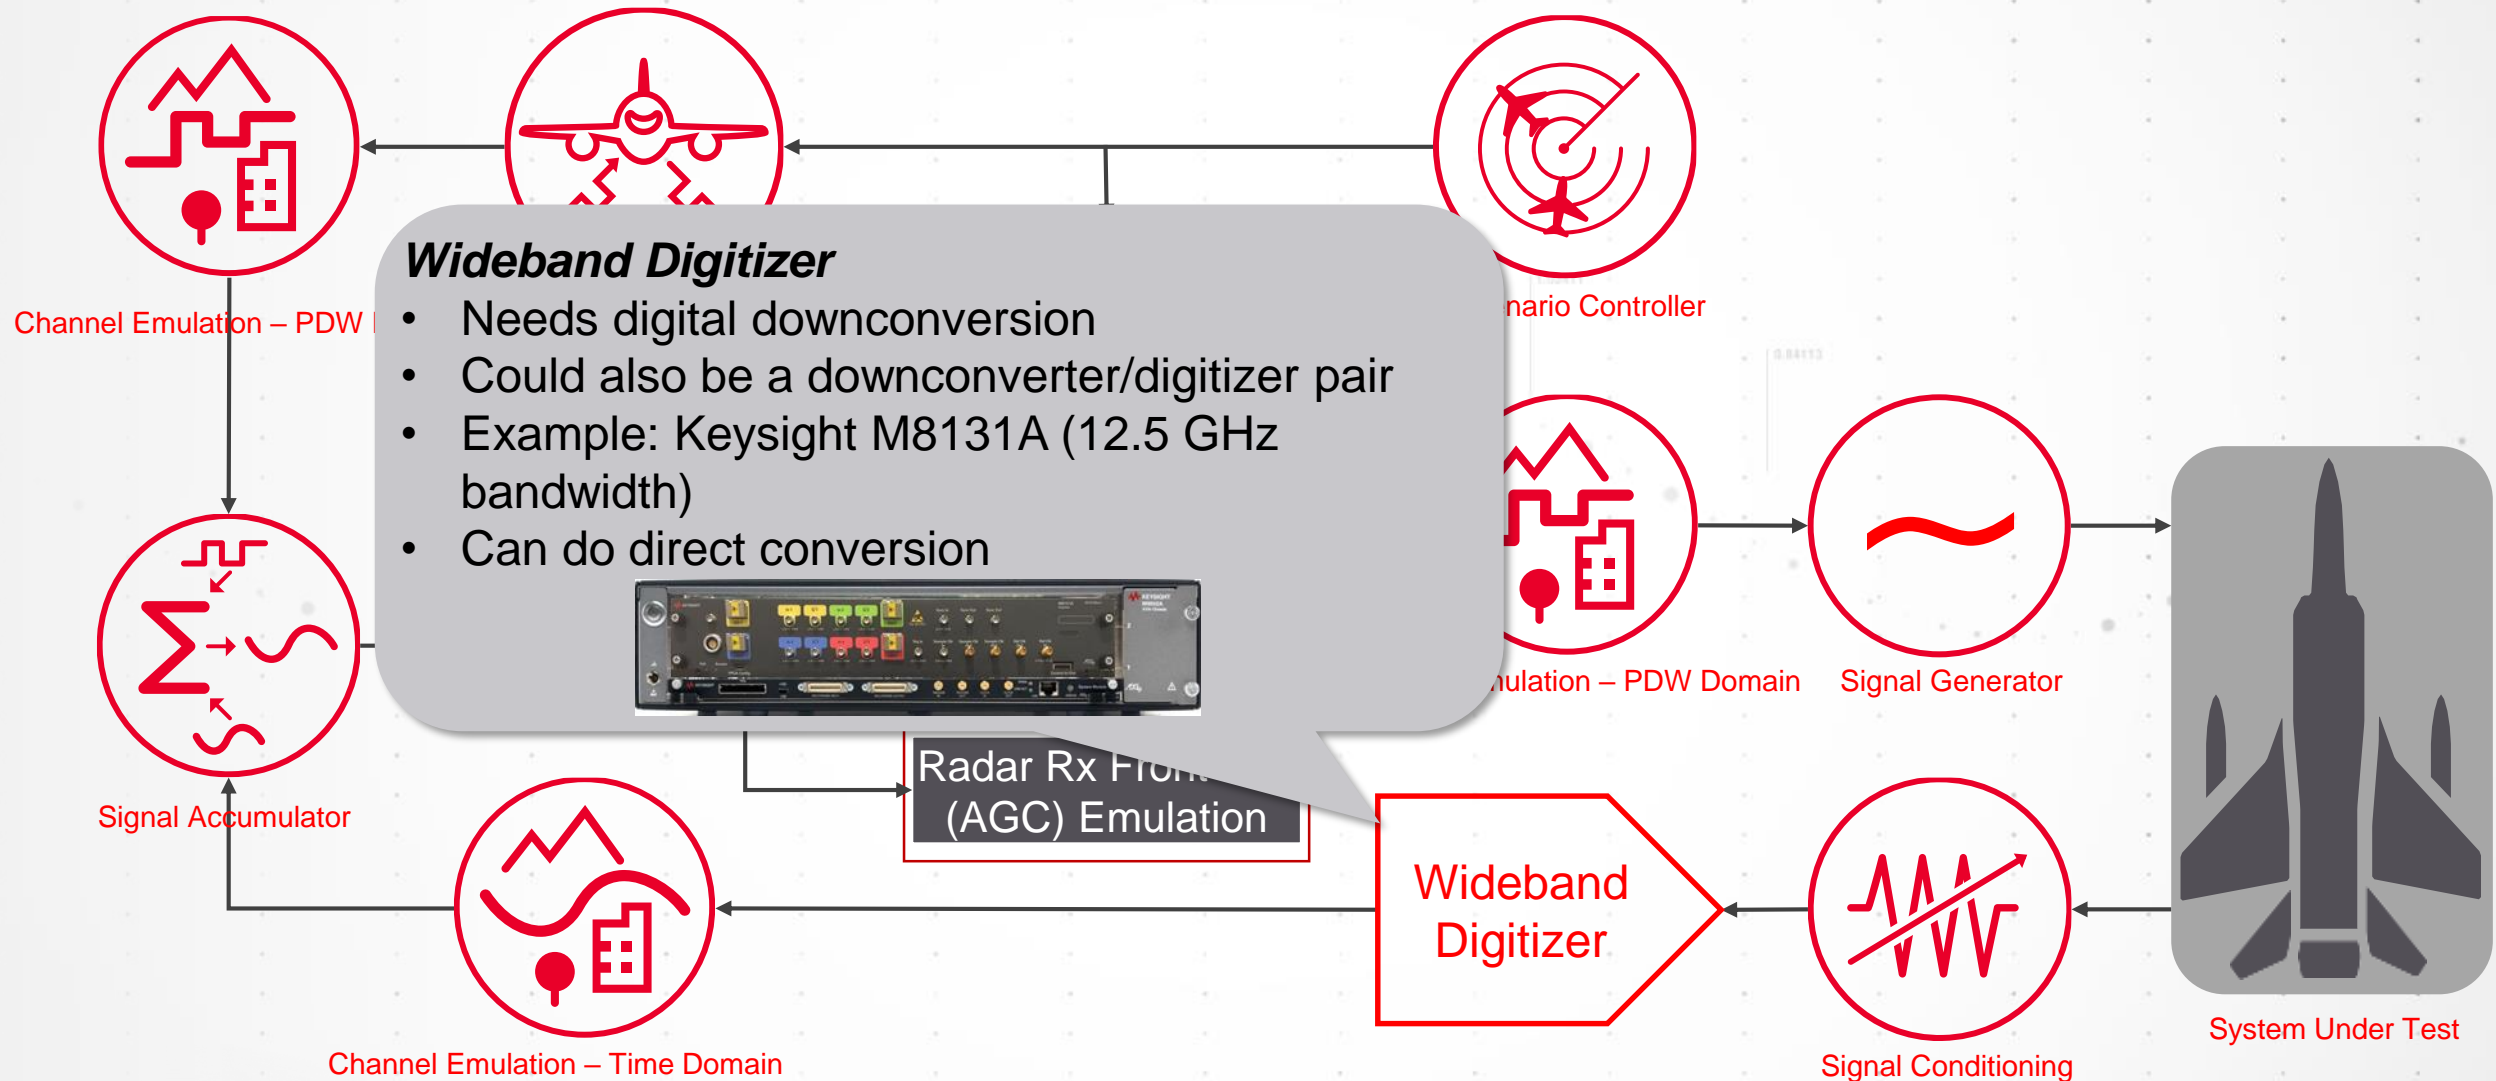 Wideband Digitizer
• Needs digital downconversion
• Could also be a downconverter/digitizer pair
• Example: Keysight M8131A (12.5 GHz
bandwidth)
• Can do direct conversion
Channel Emulation – PDW
Controller
– PDW Domain
Signal Generator
Signal Accumulator
Radar Rx
(AGC) Emulation
Wideband
Digitizer
Channel Emulation – Time Domain
Signal Conditioning
System Under Test